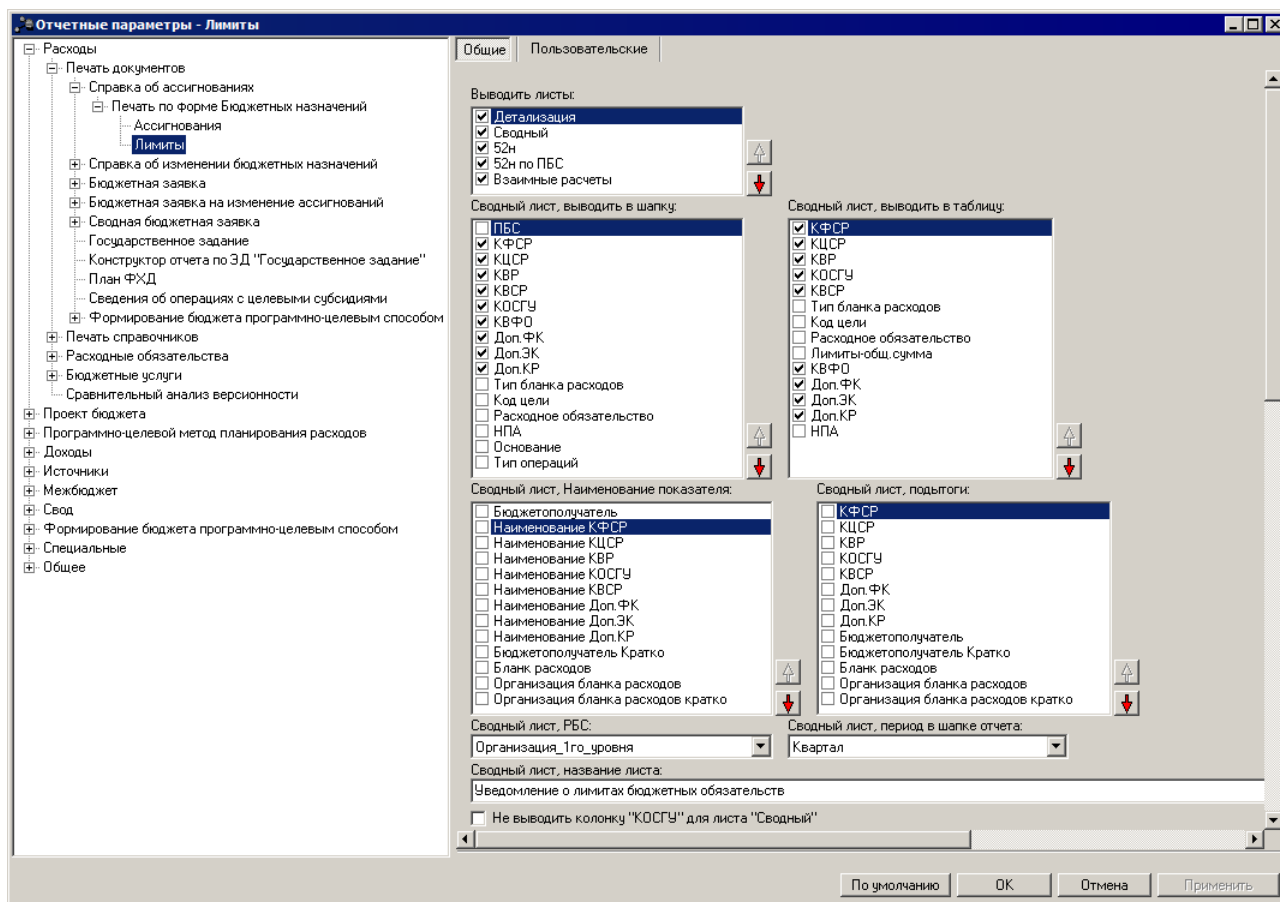 Отчетные параметры - Лимиты
Расходы
Печать документов
Справка об ассигнованиях
Печать по форме Бюджетных назначений
Ассигнования
Лимиты
Справка об изменении бюджетных назначений
Бюджетная заявка
Бюджетная заявка на изменение ассигнований
Сводная бюджетная заявка
Государственное задание
Конструктор отчета по ЭД "Государственное задание"
План ФХД
Сведения об операциях с целевыми субсидиями
Формирование бюджета программно-целевым способом
Печать справочников
Расходные обязательства
Бюджетные услуги
Сравнительный анализ версионности
Проект бюджета
Программно-целевой метод планирования расходов
Доходы
Источники
Межбюджет
Свод
Формирование бюджета программно-целевым способом
Специальные
Общее
Общие
Пользовательские
Выводить листы:
Детализация
Сводный
52н
52н по ПБС
Взаимные расчеты
Сводный лист, выводить в шапку:
ПБС
КФСР
КЦСР
КВР
КВСР
КОСГУ
КВФО
Доп.ФК
Доп.ЭК
Доп.КР
Тип бланка расходов
Код цели
Расходное обязательство
НПА
Основание
Тип операций
Сводный лист, выводить в таблицу:
КФСР
КЦСР
КВР
КОСГУ
КВСР
Тип бланка расходов
Код цели
Расходное обязательство
Лимиты-общ.сумма
КВФО
Доп.ФК
Доп.ЭК
Доп.КР
НПА
Сводный лист, Наименование показателя:
Бюджетополучатель
Наименование КФСР
Наименование КЦСР
Наименование КВР
Наименование КОСГУ
Наименование КВСР
Наименование Доп.ФК
Наименование Доп.ЭК
Наименование Доп.КР
Бюджетополучатель Кратко
Бланк расходов
Организация бланка расходов
Организация бланка расходов кратко
Сводный лист, подытоги:
КФСР
КЦСР
КВР
КОСГУ
КВСР
Доп.ФК
Доп.ЭК
Доп.КР
Бюджетополучатель
Бюджетополучатель Кратко
Бланк расходов
Организация бланка расходов
Организация бланка расходов кратко
Сводный лист, РБС:
Организация_1го_уровня
Сводный лист, период в шапке отчета:
Квартал
Сводный лист, название листа:
Уведомление о лимитах бюджетных обязательств
Не выводить колонку "КОСГУ" для листа "Сводный"
По умолчанию
OK
Отмена
Применить